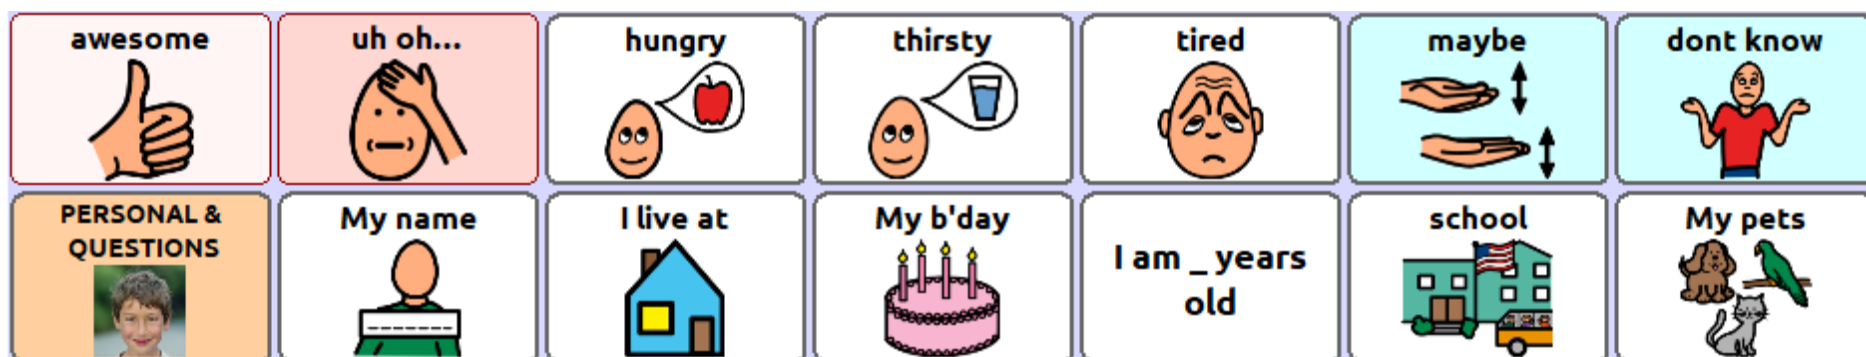 awesome
uh oh...
hungry
thirsty
tired
maybe
dont know
PERSONAL &
QUESTIONS
My name
I live at
My b'day
I am _ years
old
school
My pets